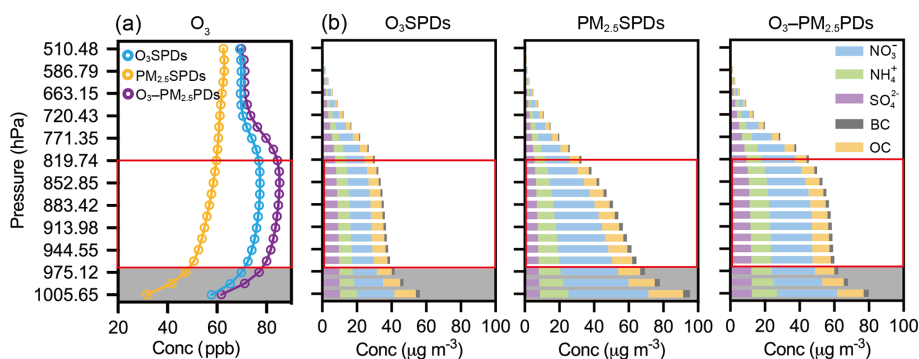 (a) O₃
Pressure (hPa)
510.48
586.79
663.15
720.43
771.35
819.74
852.85
883.42
913.98
944.55
975.12
1005.65
O₃SPDs
PM₂.₅SPDs
O₃–PM₂.₅PDs
20 40 60 80
Conc (ppb)
(b) O₃SPDs
0 20 40 60 80 100
Conc (μg m⁻³)
PM₂.₅SPDs
0 20 40 60 80 100
Conc (μg m⁻³)
O₃–PM₂.₅PDs
NO₃⁻
NH₄⁺
SO₄²⁻
BC
OC
0 20 40 60 80 100
Conc (μg m⁻³)